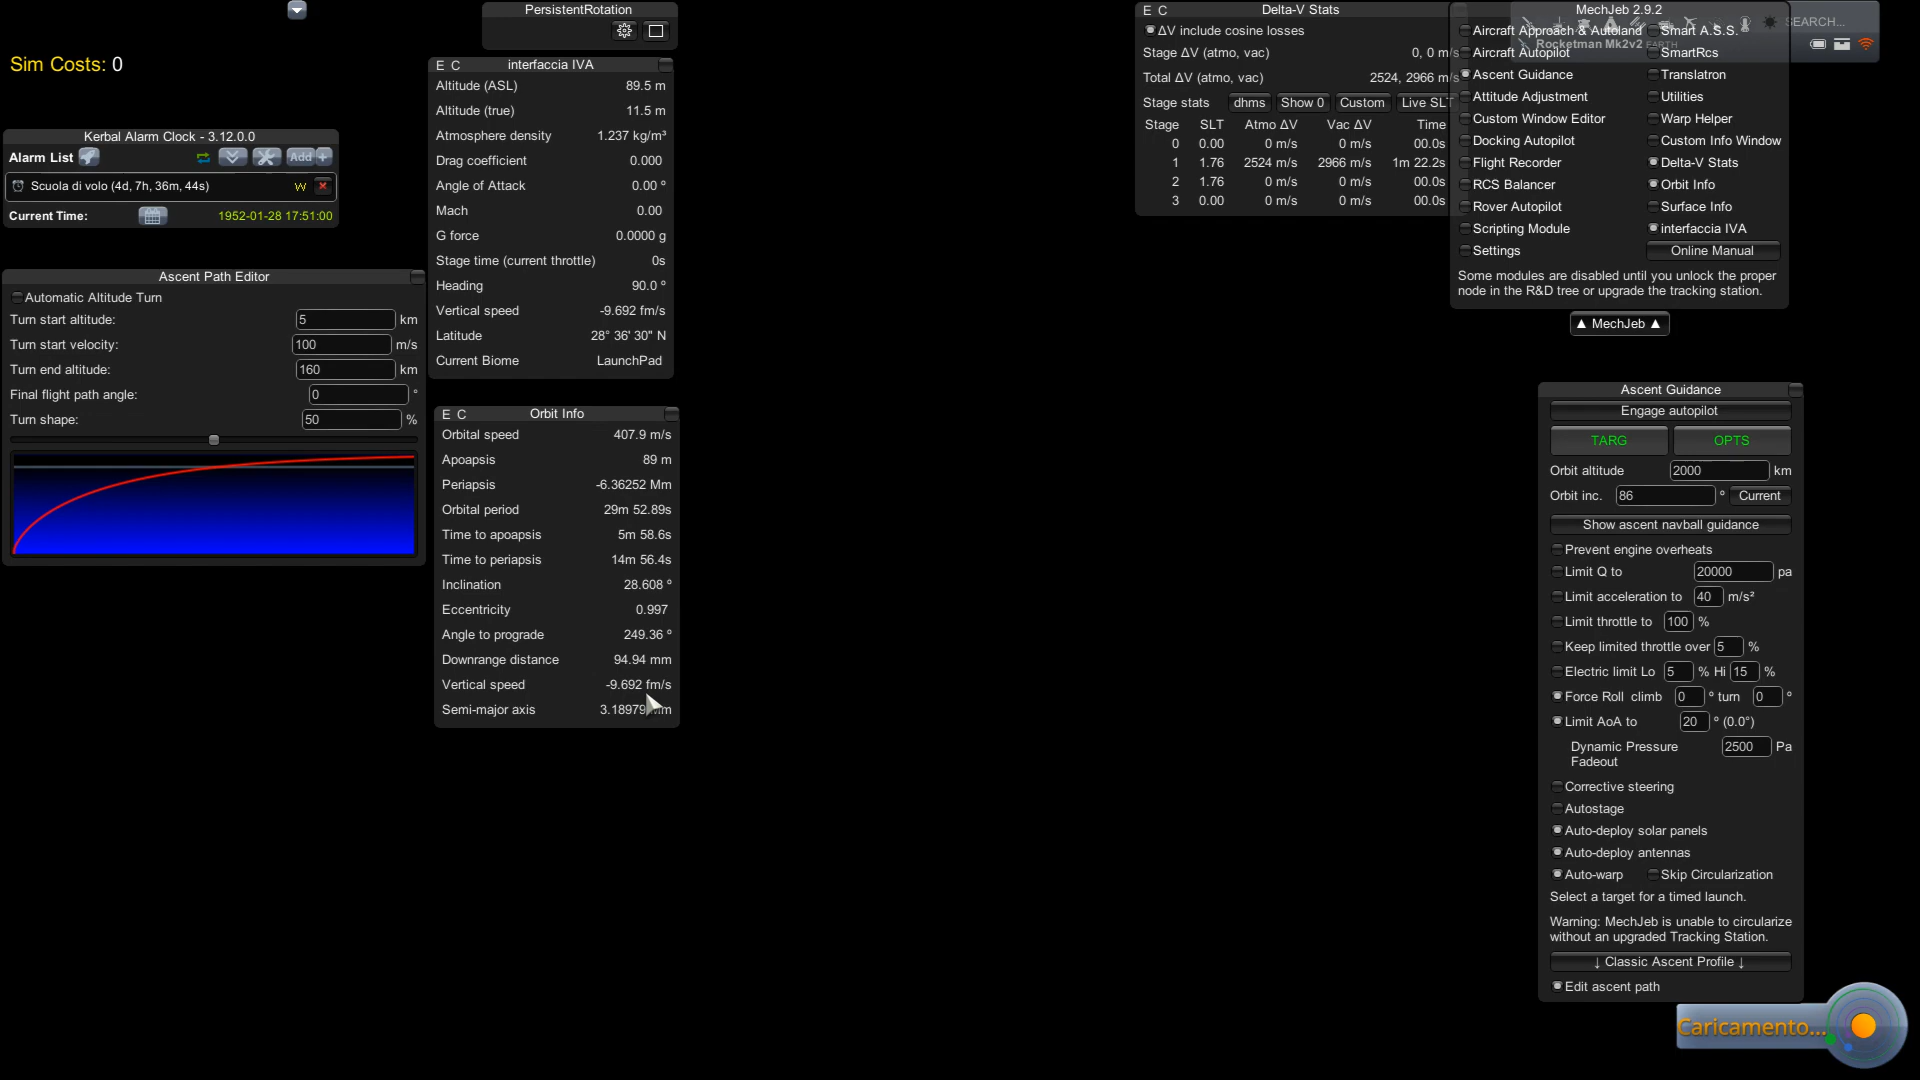 PersistentRotation
Sim Costs: 0
Kerbal Alarm Clock - 3.12.0.0
Alarm List Add +
Scuola di volo (4d, 7h, 36m, 44s) W ×
Current Time: 1952-01-28 17:51:00
Ascent Path Editor
Automatic Altitude Turn
Turn start altitude: 5 km
Turn start velocity: 100 m/s
Turn end altitude: 160 km
Final flight path angle: 0 °
Turn shape: 50 %
E C interfaccia IVA
Altitude (ASL) 89.5 m
Altitude (true) 11.5 m
Atmosphere density 1.237 kg/m³
Drag coefficient 0.000
Angle of Attack 0.00 º
Mach 0.00
G force 0.0000 g
Stage time (current throttle) 0s
Heading 90.0 º
Vertical speed -9.692 fm/s
Latitude 28° 36' 30" N
Current Biome LaunchPad
E C Orbit Info
Orbital speed 407.9 m/s
Apoapsis 89 m
Periapsis -6.36252 Mm
Orbital period 29m 52.89s
Time to apoapsis 5m 58.6s
Time to periapsis 14m 56.4s
Inclination 28.608 º
Eccentricity 0.997
Angle to prograde 249.36 º
Downrange distance 94.94 mm
Vertical speed -9.692 fm/s
Semi-major axis 3.18979 m
E C Delta-V Stats
ΔV include cosine losses
Stage ΔV (atmo, vac) 0, 0 m/s
Total ΔV (atmo, vac) 2524, 2966 m/s
Stage stats dhms Show 0 Custom Live SLT
Stage SLT Atmo ΔV Vac ΔV Time
0 0.00 0 m/s 0 m/s 00.0s
1 1.76 2524 m/s 2966 m/s 1m 22.2s
2 1.76 0 m/s 0 m/s 00.0s
3 0.00 0 m/s 0 m/s 00.0s
MechJeb 2.9.2
SEARCH...
Rocketman Mk2v2 EARTH
Aircraft Approach & Autoland Smart A.S.S.
Aircraft Autopilot SmartRcs
Ascent Guidance Translatron
Attitude Adjustment Utilities
Custom Window Editor Warp Helper
Docking Autopilot Custom Info Window
Flight Recorder Delta-V Stats
RCS Balancer Orbit Info
Rover Autopilot Surface Info
Scripting Module interfaccia IVA
Settings Online Manual
Some modules are disabled until you unlock the proper
node in the R&D tree or upgrade the tracking station.
▲ MechJeb ▲
Ascent Guidance
Engage autopilot
TARG OPTS
Orbit altitude 2000 km
Orbit inc. 86 º Current
Show ascent navball guidance
Prevent engine overheats
Limit Q to 20000 pa
Limit acceleration to 40 m/s²
Limit throttle to 100 %
Keep limited throttle over 5 %
Electric limit Lo 5 % Hi 15 %
Force Roll climb 0 º turn 0 º
Limit AoA to 20 º (0.0°)
Dynamic Pressure 2500 Pa
Fadeout
Corrective steering
Autostage
Auto-deploy solar panels
Auto-deploy antennas
Auto-warp Skip Circularization
Select a target for a timed launch.
Warning: MechJeb is unable to circularize
without an upgraded Tracking Station.
↓ Classic Ascent Profile ↓
Edit ascent path
Caricamento...